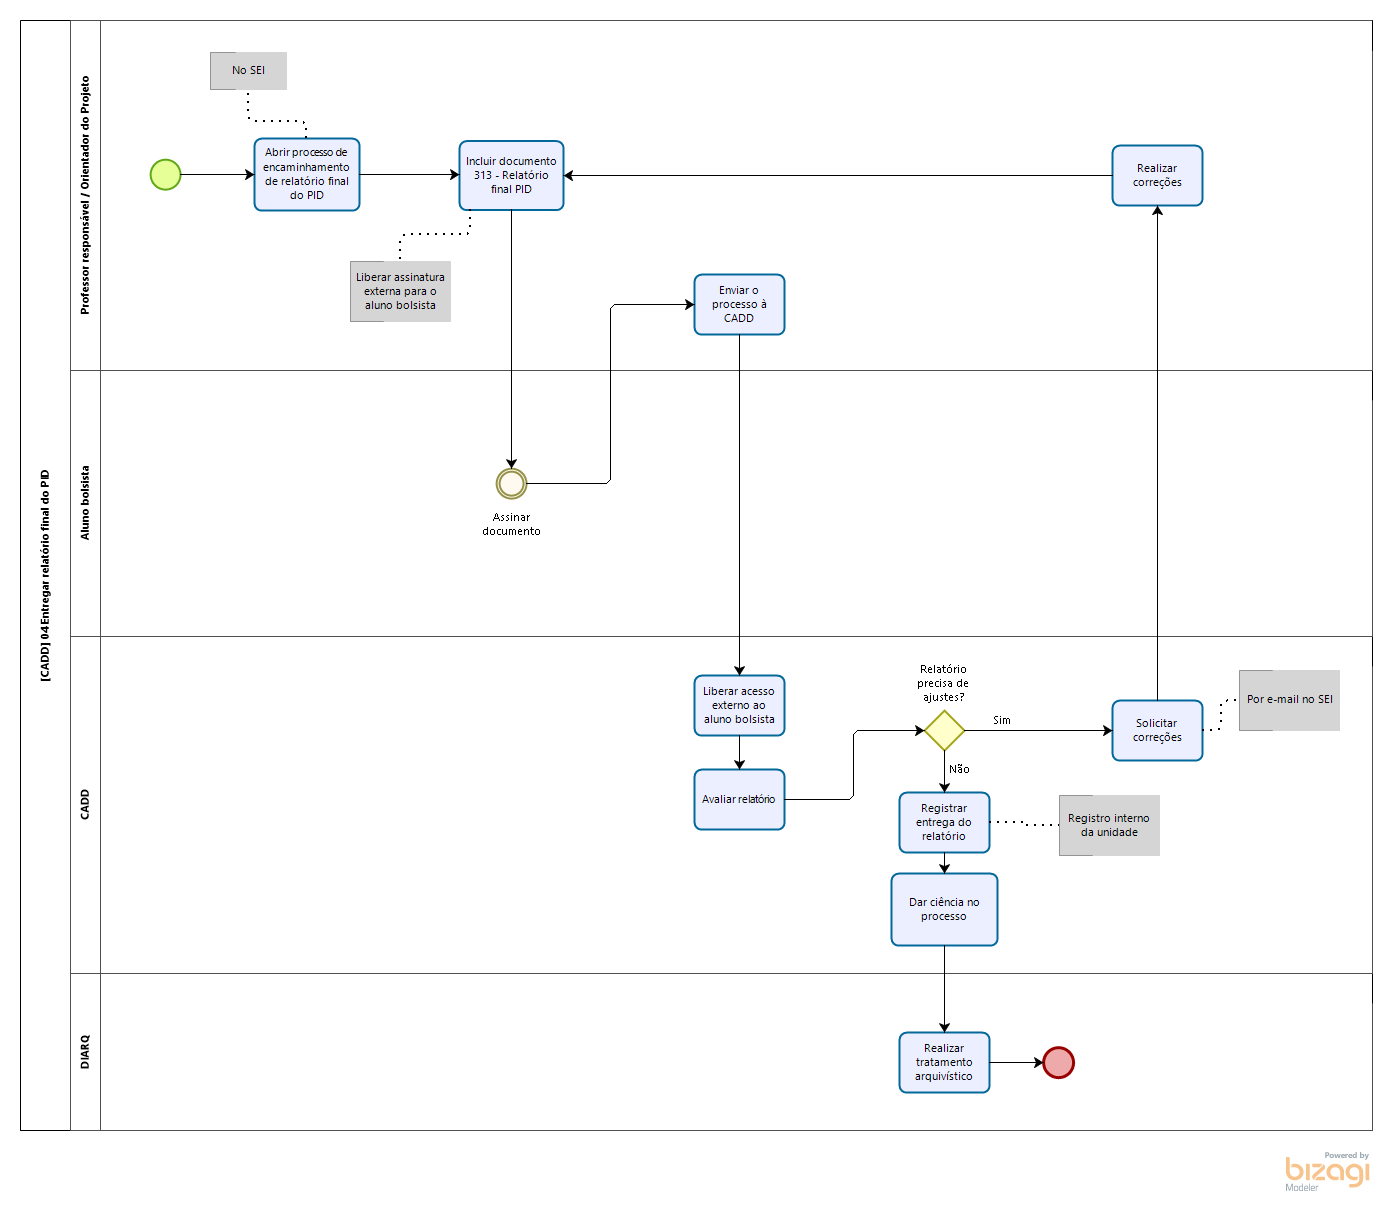 [CADD] 04 Entregar relatório final do PID
Professor responsável / Orientador do Projeto
No SEI
Abrir processo de
encaminhamento
de relatório final
do PID
Incluir documento
313 - Relatório
final PID
Realizar
correções
Liberar assinatura
externa para o
aluno bolsista
Enviar o
processo à
CADD
Aluno bolsista
Assinar
documento
CADD
Liberar acesso
externo ao
aluno bolsista
Avaliar relatório
Relatório
precisa de
ajustes?
Sim
Não
Solicitar
correções
Por e-mail no SEI
Registrar
entrega do
relatório
Registro interno
da unidade
Dar ciência no
processo
DIARQ
Realizar
tratamento
arquivístico
Powered by
bizagi
Modeler